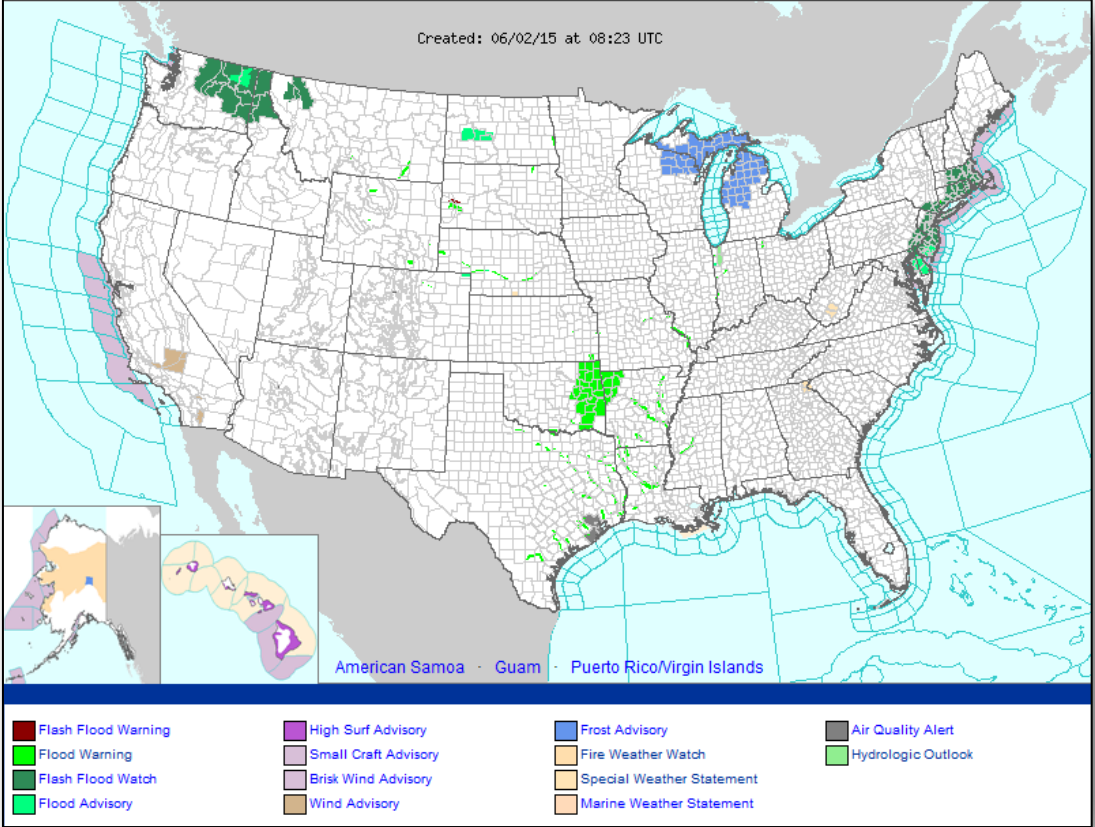 Created: 06/02/15 at 08:23 UTC
American Samoa · Guam · Puerto Rico/Virgin Islands
Flash Flood Warning
High Surf Advisory
Frost Advisory
Air Quality Alert
Flood Warning
Small Craft Advisory
Fire Weather Watch
Hydrologic Outlook
Flash Flood Watch
Brisk Wind Advisory
Special Weather Statement
Flood Advisory
Wind Advisory
Marine Weather Statement